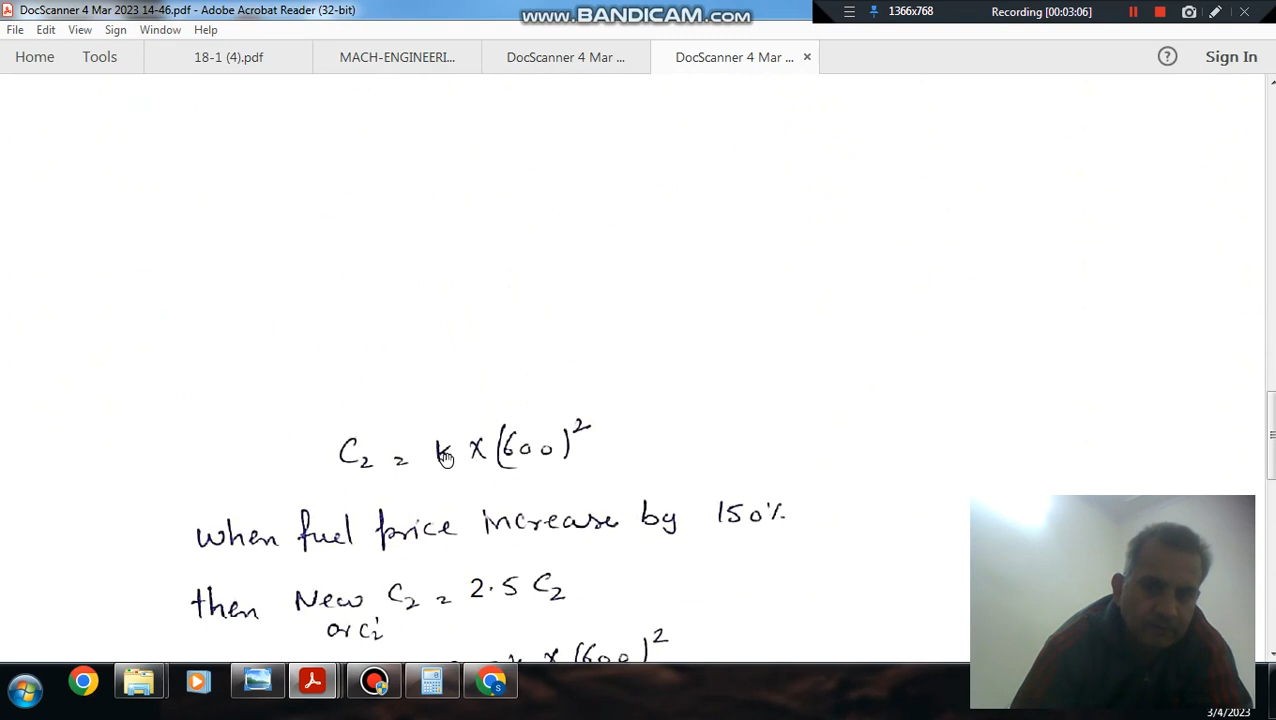 DocScanner 4 Mar 2023 14-46.pdf - Adobe Acrobat Reader (32-bit)
www.BANDICAM.com
1366x768
Recording [00:03:06]
File Edit View Sign Window Help
Home Tools 18-1 (4).pdf MACH-ENGINEERI... DocScanner 4 Mar ... DocScanner 4 Mar ... × ? Sign In
C₂ = k × (600)²
when fuel price increase by 150%
then New C₂ = 2.5 C₂
or C₂'
× (600)²
3/4/2023